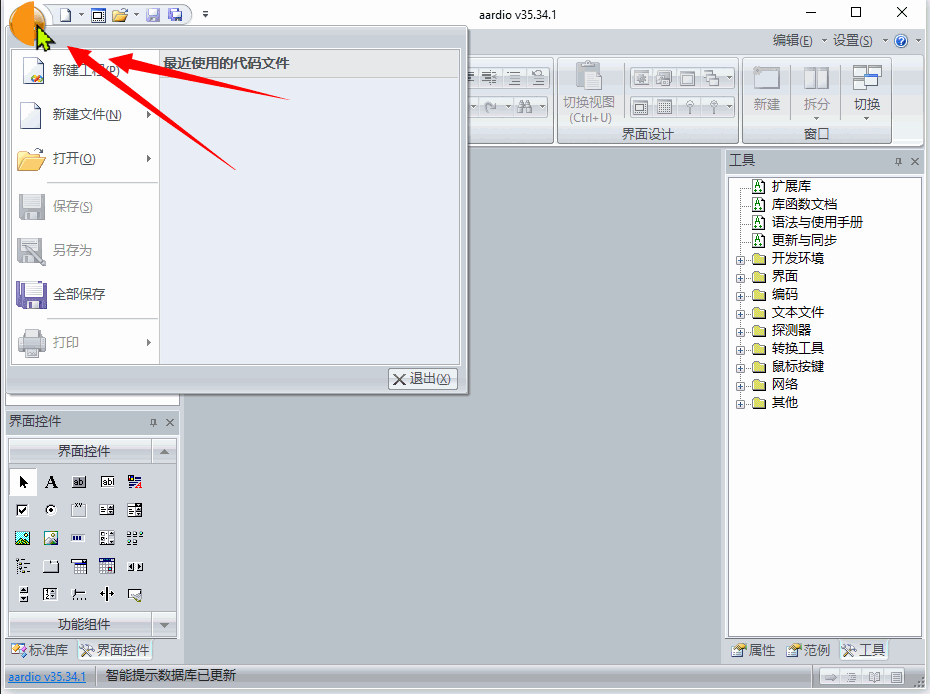 aardio v35.34.1
编辑(E)
设置(S)
新建工程(P)
新建文件(N)
打开(O)
保存(S)
另存为
全部保存
打印
最近使用的代码文件
退出(X)
切换视图
(Ctrl+U)
界面设计
新建
拆分
切换
窗口
工具
扩展库
库函数文档
语法与使用手册
更新与同步
开发环境
界面
编码
文本文件
探测器
转换工具
鼠标按键
网络
其他
界面控件
界面控件
功能组件
标准库
界面控件
属性
范例
工具
aardio v35.34.1
智能提示数据库已更新